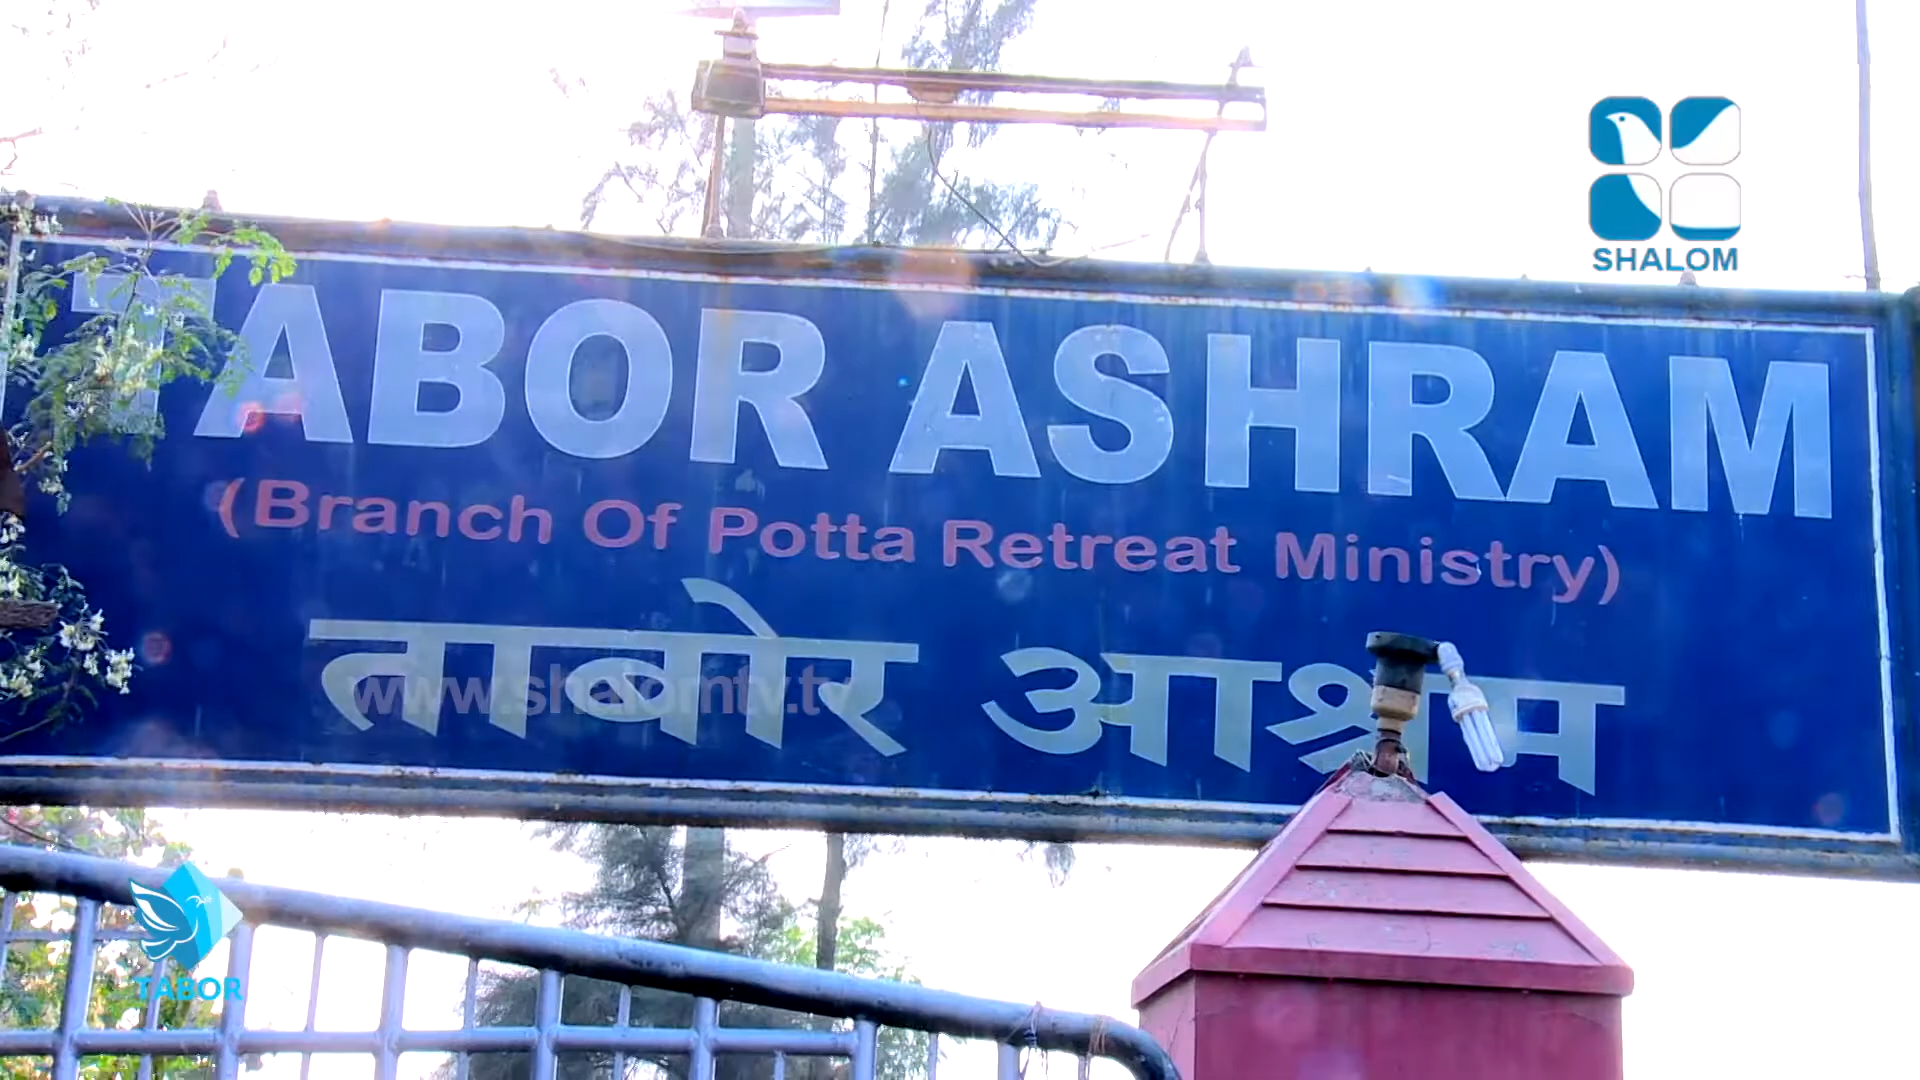 SHALOM
TABOR ASHRAM
(Branch Of Potta Retreat Ministry)
ताबोर आश्रम
www.shalomtv.tv
TABOR